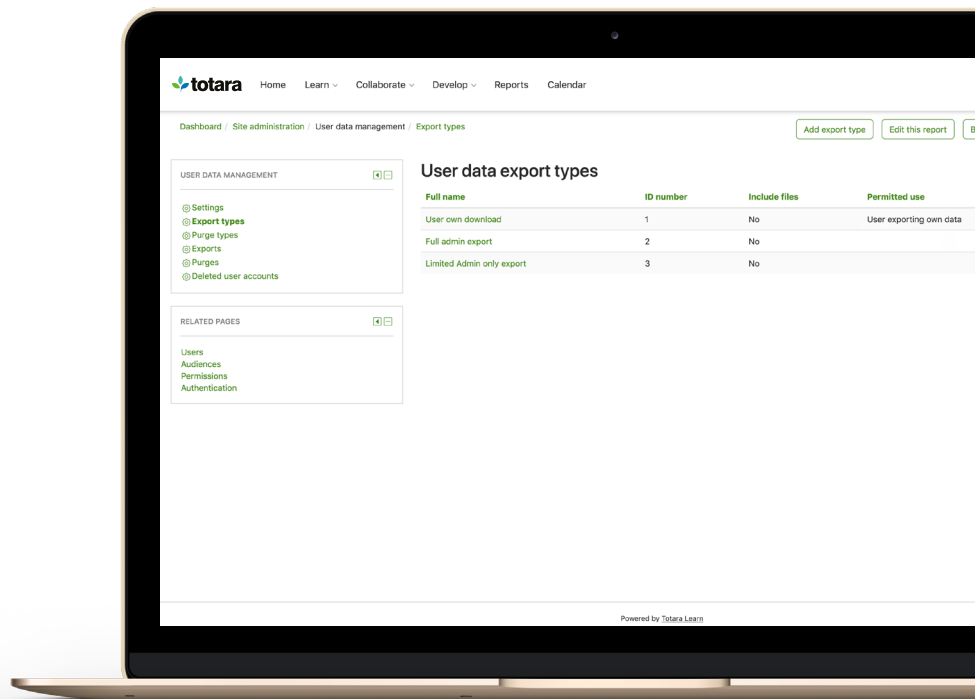 totara Home Learn Collaborate Develop Reports Calendar
Dashboard / Site administration / User data management / Export types
Add export type Edit this report B
USER DATA MANAGEMENT
Settings
Export types
Purge types
Exports
Purges
Deleted user accounts
RELATED PAGES
Users
Audiences
Permissions
Authentication
User data export types
Full name ID number Include files Permitted use
User own download 1 No User exporting own data
Full admin export 2 No
Limited Admin only export 3 No
Powered by Totara Learn